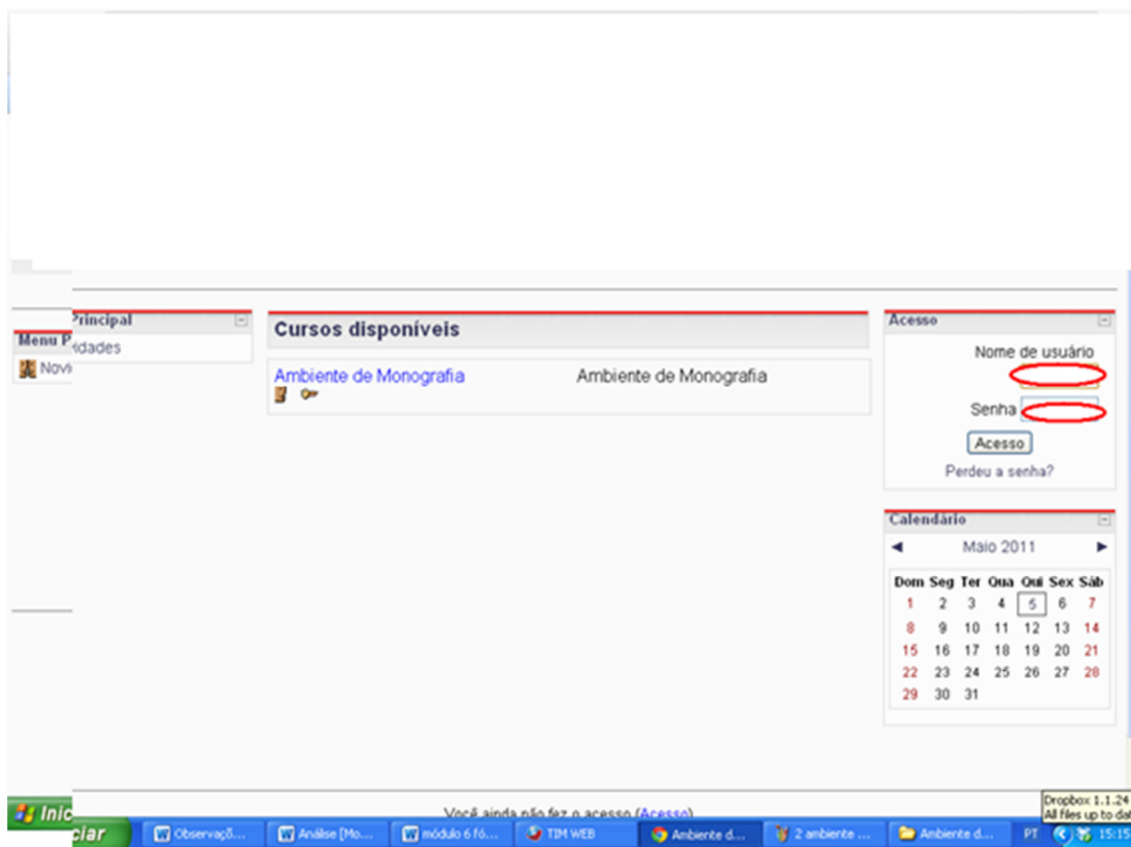 Menu P
Principal
Novi
idades
Cursos disponíveis
Ambiente de Monografia
Ambiente de Monografia
Acesso
Nome de usuário
Senha
Acesso
Perdeu a senha?
Calendário
◄ Maio 2011 ►
Dom Seg Ter Qua Qui Sex Sáb
1 2 3 4 5 6 7
8 9 10 11 12 13 14
15 16 17 18 19 20 21
22 23 24 25 26 27 28
29 30 31
Você ainda não fez o acesso (Acesso)
Dropbox 1.1.24
All files up to dat
Inic
ciar
Observaçõ...
Análise [Mo...
módulo 6 fó...
TIM WEB
Ambiente d...
2 ambiente ...
Ambiente d...
PT
15:15